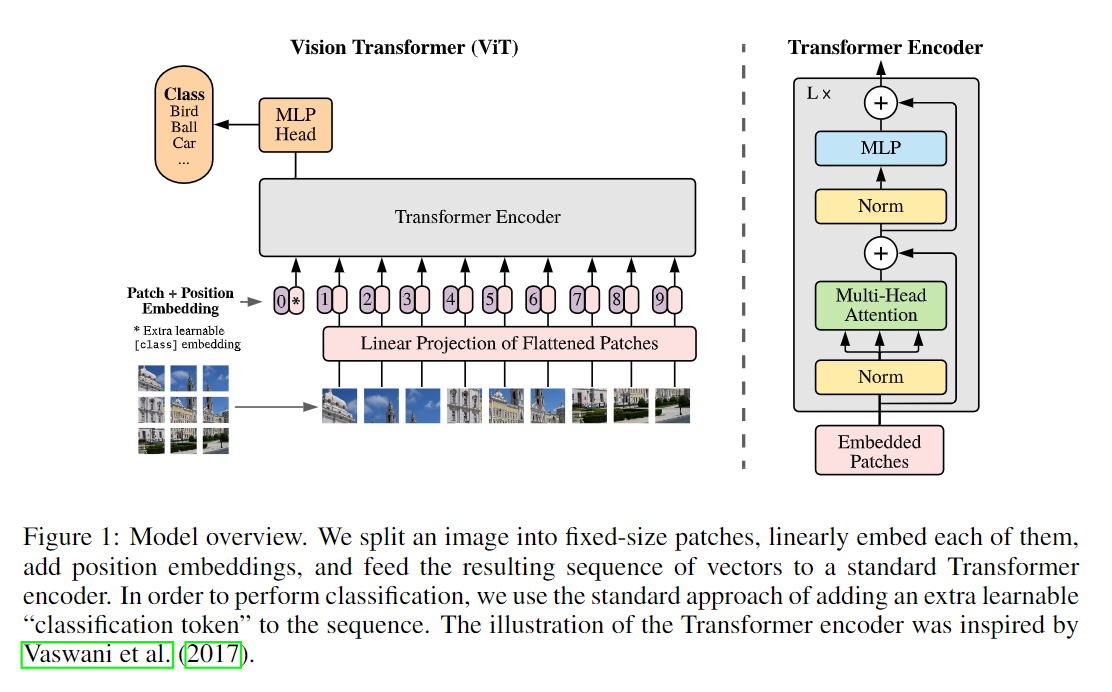 Vision Transformer (ViT)
Class
Bird
Ball
Car
...
MLP
Head
Transformer Encoder
Patch + Position
Embedding
* Extra learnable
[class] embedding
0 * 1 2 3 4 5 6 7 8 9
Linear Projection of Flattened Patches
Transformer Encoder
L x
+
MLP
Norm
+
Multi-Head
Attention
Norm
Embedded
Patches
Figure 1: Model overview. We split an image into fixed-size patches, linearly embed each of them,
add position embeddings, and feed the resulting sequence of vectors to a standard Transformer
encoder. In order to perform classification, we use the standard approach of adding an extra learnable
“classification token” to the sequence. The illustration of the Transformer encoder was inspired by
Vaswani et al. (2017).